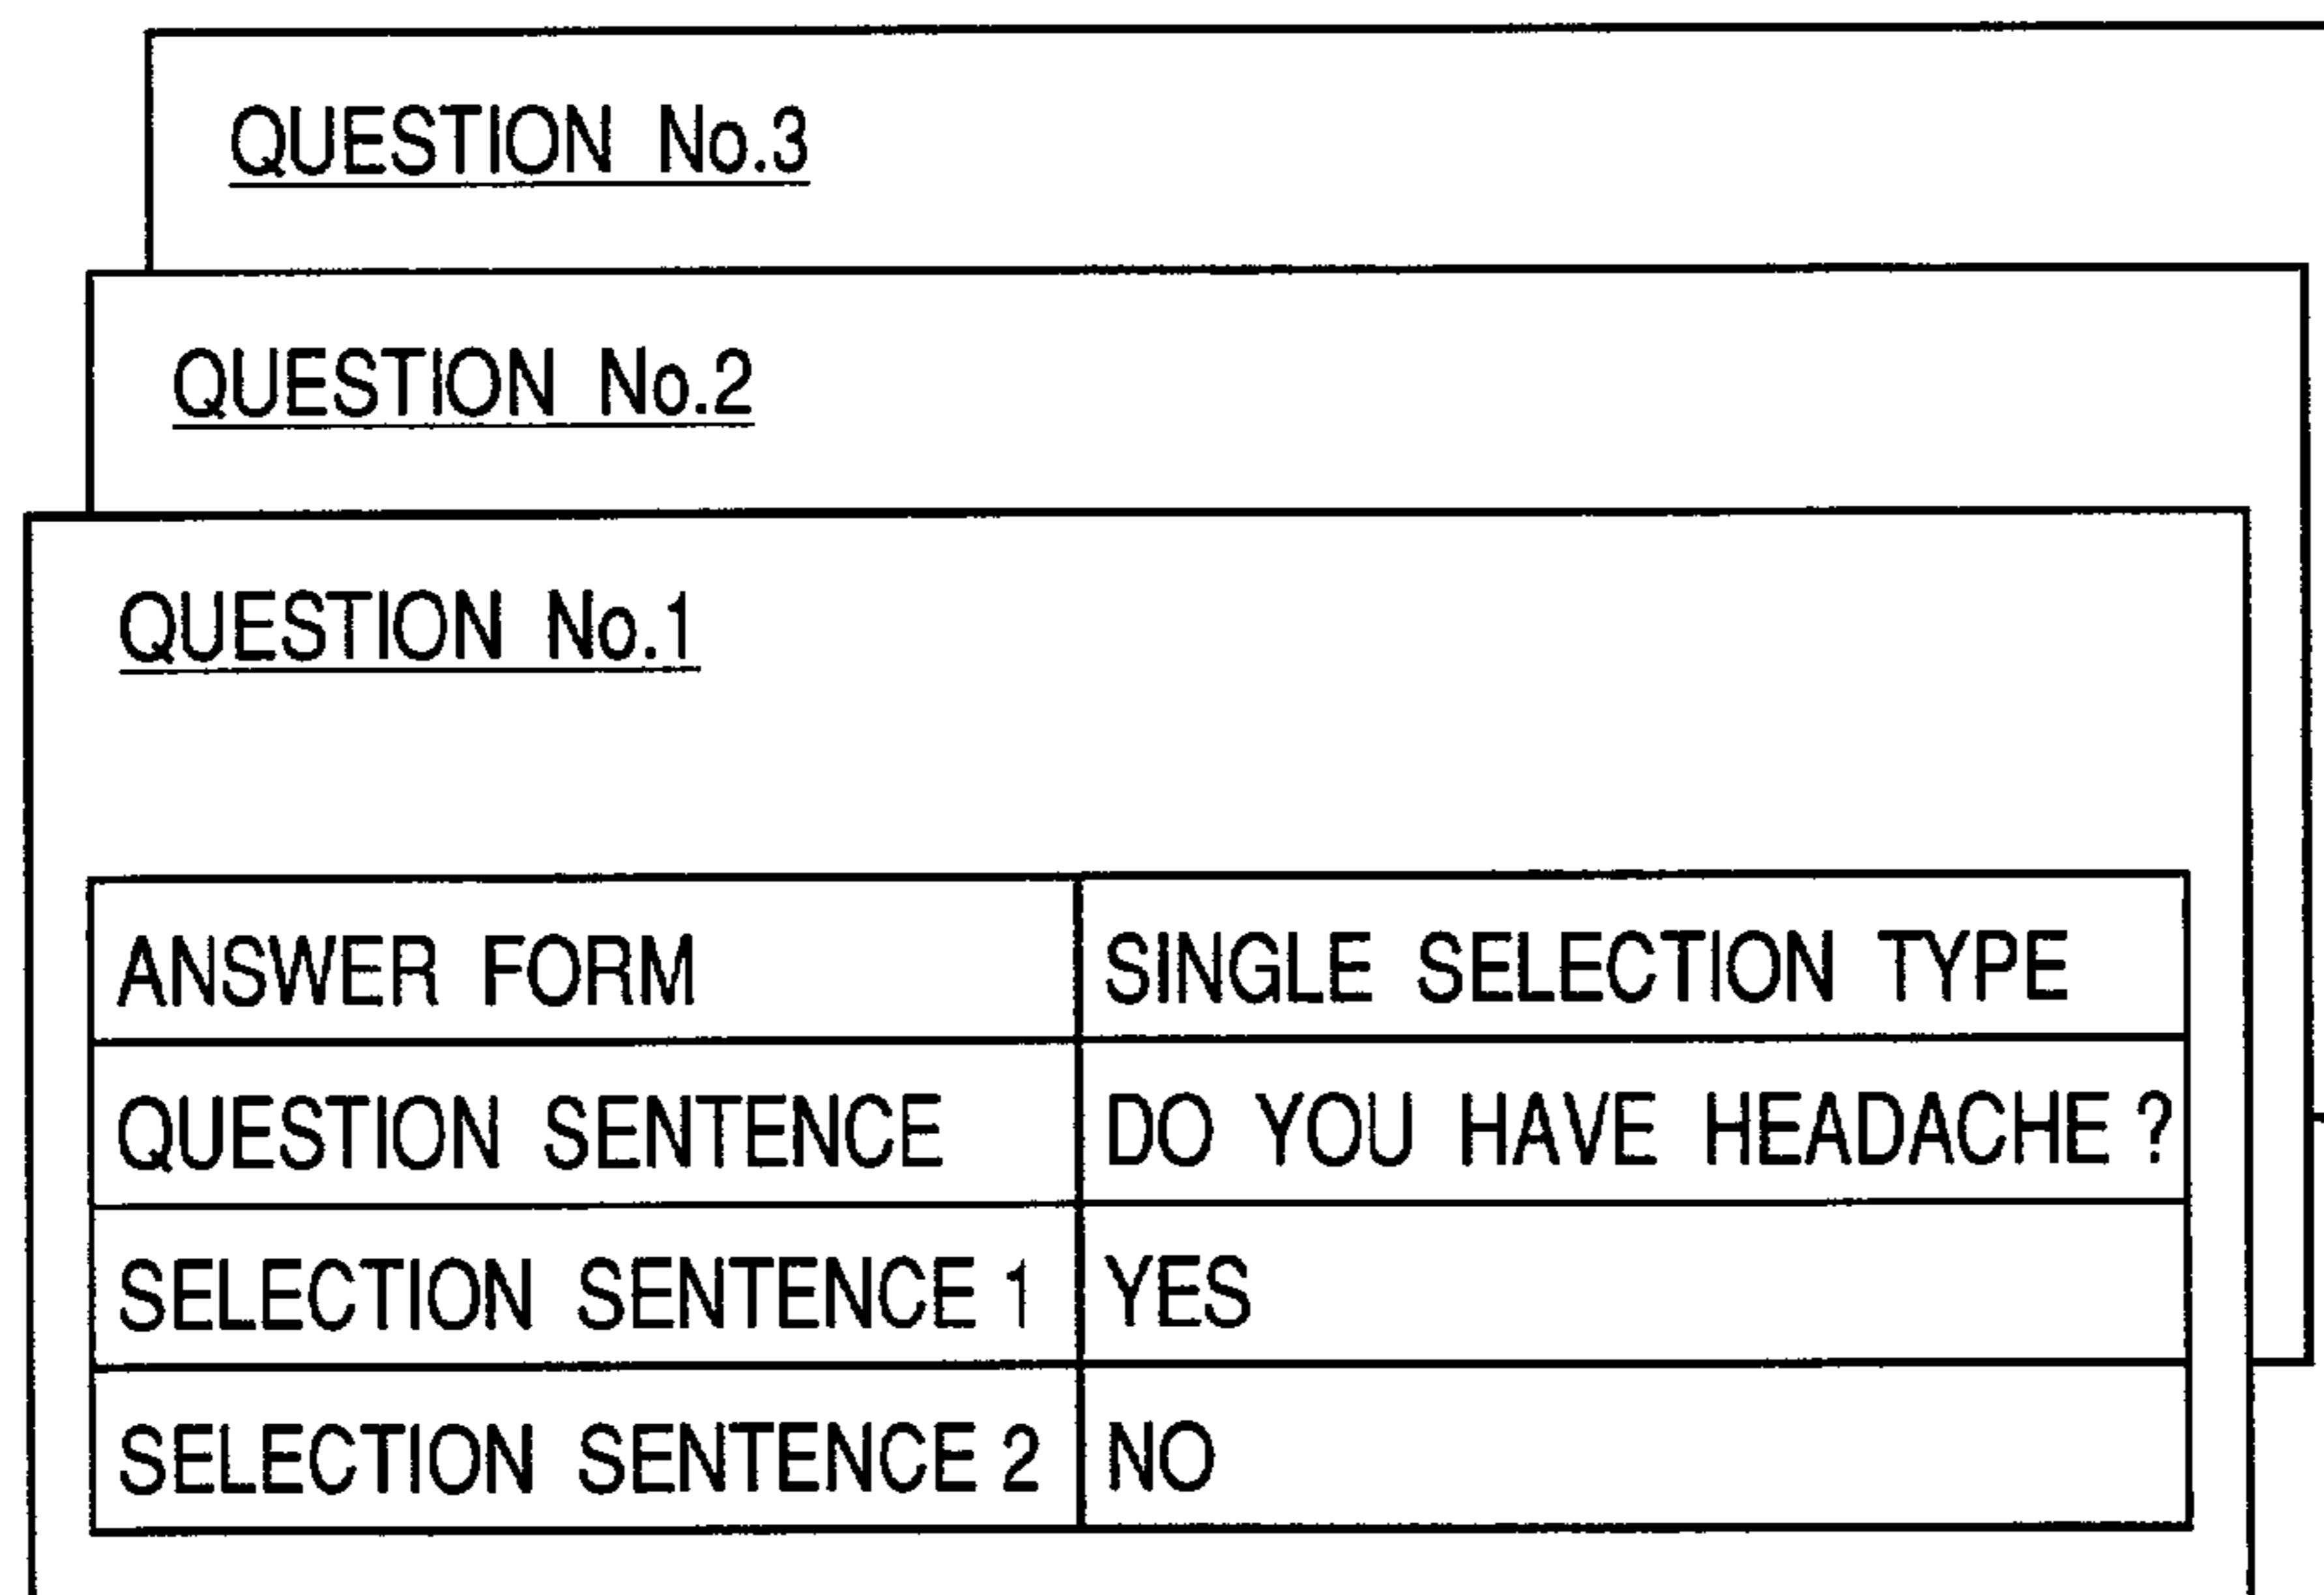 QUESTION No.3
QUESTION No.2
QUESTION No.1
ANSWER FORM SINGLE SELECTION TYPE
QUESTION SENTENCE DO YOU HAVE HEADACHE ?
SELECTION SENTENCE 1 YES
SELECTION SENTENCE 2 NO